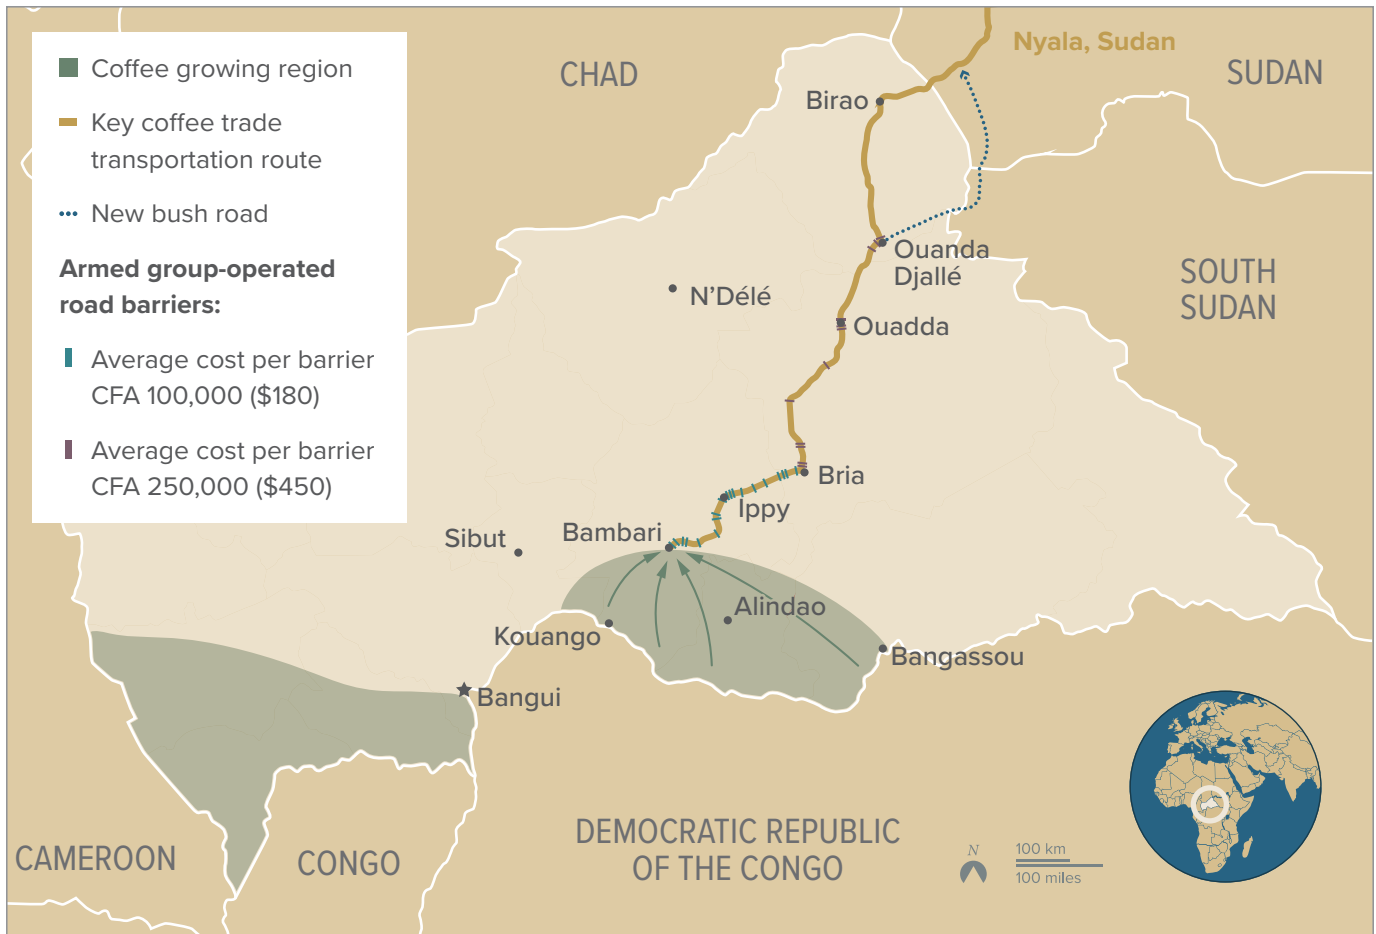 Coffee growing region
Key coffee trade
transportation route
New bush road
Armed group-operated
road barriers:
Average cost per barrier
CFA 100,000 ($180)
Average cost per barrier
CFA 250,000 ($450)
Nyala, Sudan
CHAD
SUDAN
Birao
Ouanda
Djallé
SOUTH
SUDAN
N’Délé
Ouadda
Bria
Ippy
Bambari
Sibut
Alindao
Kouango
Bangassou
Bangui
DEMOCRATIC REPUBLIC
OF THE CONGO
CAMEROON
CONGO
N
100 km
100 miles